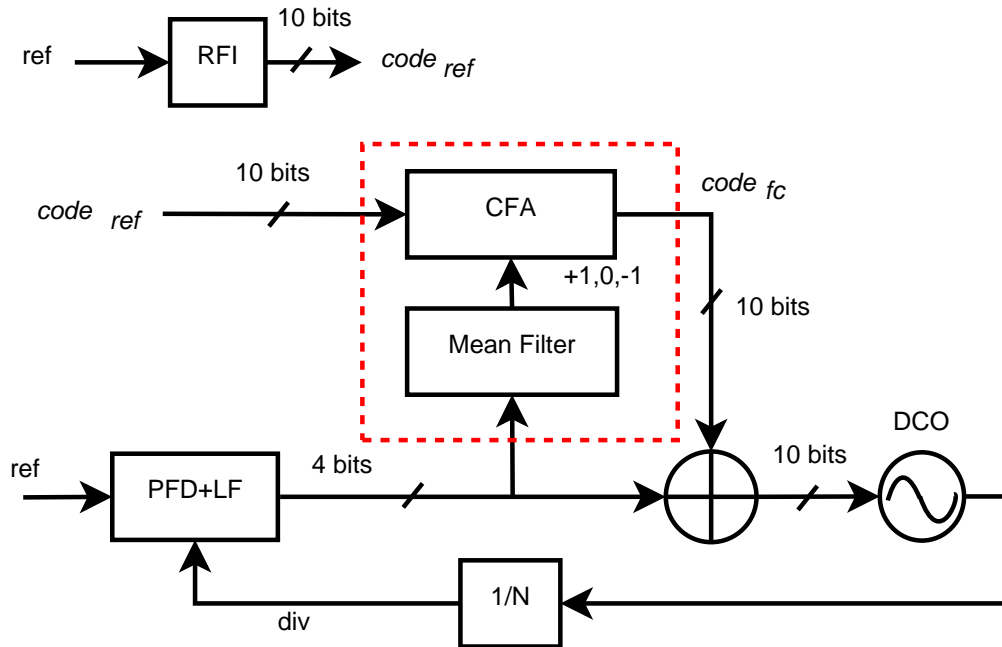 10 bits
ref
RFI
code ref
10 bits
code ref
CFA
code fc
+1,0,-1
10 bits
Mean Filter
DCO
ref
4 bits
10 bits
PFD+LF
1/N
div